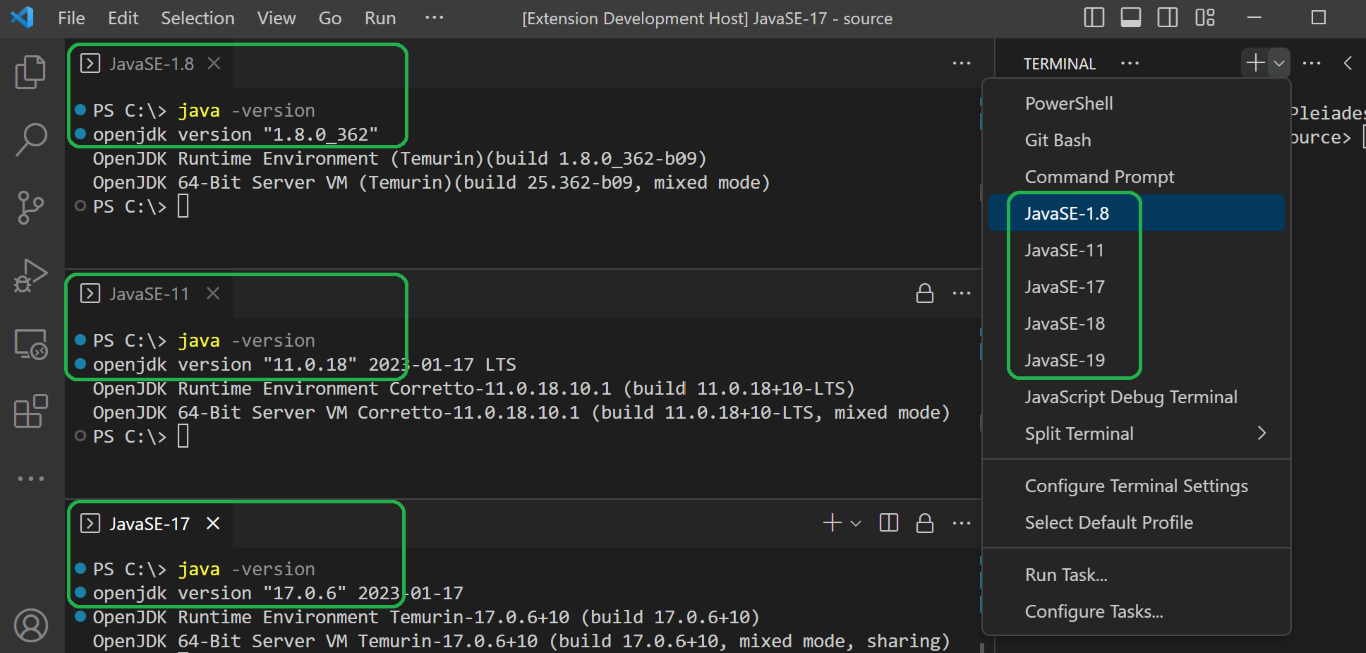 File Edit Selection View Go Run ··· [Extension Development Host] JavaSE-17 - source
JavaSE-1.8
PS C:\> java -version
openjdk version "1.8.0_362"
OpenJDK Runtime Environment (Temurin)(build 1.8.0_362-b09)
OpenJDK 64-Bit Server VM (Temurin)(build 25.362-b09, mixed mode)
PS C:\>
JavaSE-11
PS C:\> java -version
openjdk version "11.0.18" 2023-01-17 LTS
OpenJDK Runtime Environment Corretto-11.0.18.10.1 (build 11.0.18+10-LTS)
OpenJDK 64-Bit Server VM Corretto-11.0.18.10.1 (build 11.0.18+10-LTS, mixed mode)
PS C:\>
JavaSE-17
PS C:\> java -version
openjdk version "17.0.6" 2023-01-17
OpenJDK Runtime Environment Temurin-17.0.6+10 (build 17.0.6+10)
OpenJDK 64-Bit Server VM Temurin-17.0.6+10 (build 17.0.6+10, mixed mode, sharing)
TERMINAL
Pleiades
ource>
PowerShell
Git Bash
Command Prompt
JavaSE-1.8
JavaSE-11
JavaSE-17
JavaSE-18
JavaSE-19
JavaScript Debug Terminal
Split Terminal
Configure Terminal Settings
Select Default Profile
Run Task...
Configure Tasks...